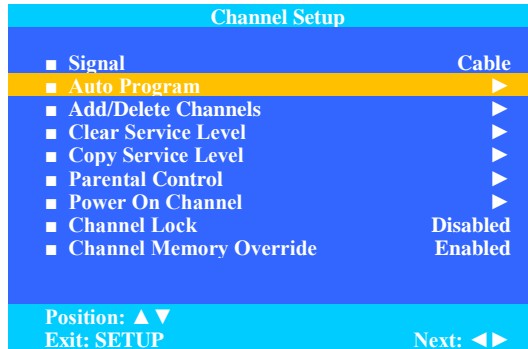 Channel Setup
■ Signal Cable
■ Auto Program ►
■ Add/Delete Channels ►
■ Clear Service Level ►
■ Copy Service Level ►
■ Parental Control ►
■ Power On Channel ►
■ Channel Lock Disabled
■ Channel Memory Override Enabled
Position: ▲▼
Exit: SETUP Next: ◄►